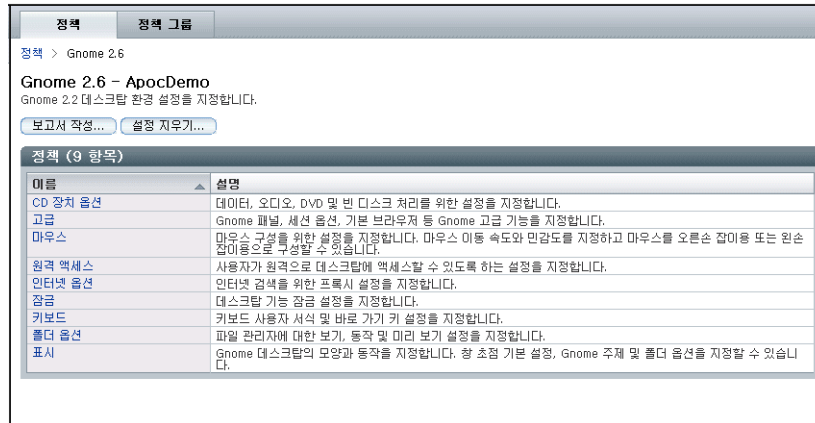 정책 정책 그룹
정책 > Gnome 2.6
Gnome 2.6 - ApocDemo
Gnome 2.2 데스크탑 환경 설정을 지정합니다.
보고서 작성... 설정 지우기...
정책 (9 항목)
이름 설명
CD 장치 옵션 데이터, 오디오, DVD 및 빈 디스크 처리를 위한 설정을 지정합니다.
고급 Gnome 패널, 세션 옵션, 기본 브라우저 등 Gnome 고급 기능을 지정합니다.
마우스 마우스 구성을 위한 설정을 지정합니다. 마우스 이동 속도와 민감도를 지정하고 마우스를 오른손 잡이용 또는 왼손
잡이용으로 구성할 수 있습니다.
원격 액세스 사용자가 원격으로 데스크탑에 액세스할 수 있도록 하는 설정을 지정합니다.
인터넷 옵션 인터넷 검색을 위한 프록시 설정을 지정합니다.
잠금 데스크탑 기능 잠금 설정을 지정합니다.
키보드 키보드 사용자 서식 및 바로 가기 키 설정을 지정합니다.
폴더 옵션 파일 관리자에 대한 보기, 동작 및 미리 보기 설정을 지정합니다.
표시 Gnome 데스크탑의 모양과 동작을 지정합니다. 창 초점 기본 설정, Gnome 주제 및 폴더 옵션을 지정할 수 있습니
다.